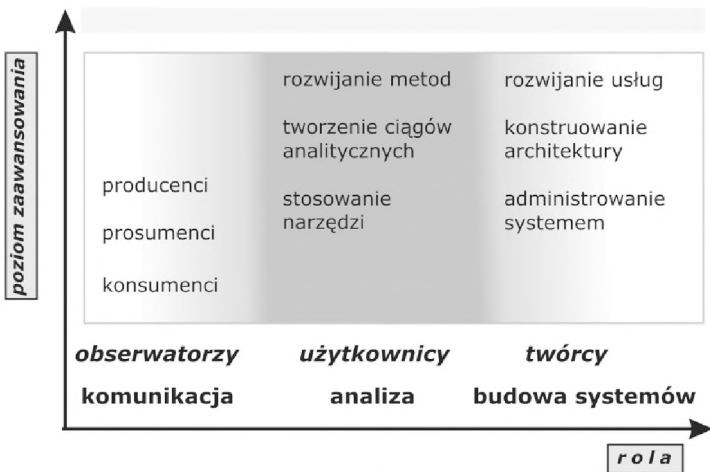 poziom zaawansowania
producenci
prosumenci
konsumenci
rozwijanie metod
tworzenie ciągów
analitycznych
stosowanie
narzędzi
rozwijanie usług
konstruowanie
architektury
administrowanie
systemem
obserwatorzy
komunikacja
użytkownicy
analiza
twórcy
budowa systemów
rola